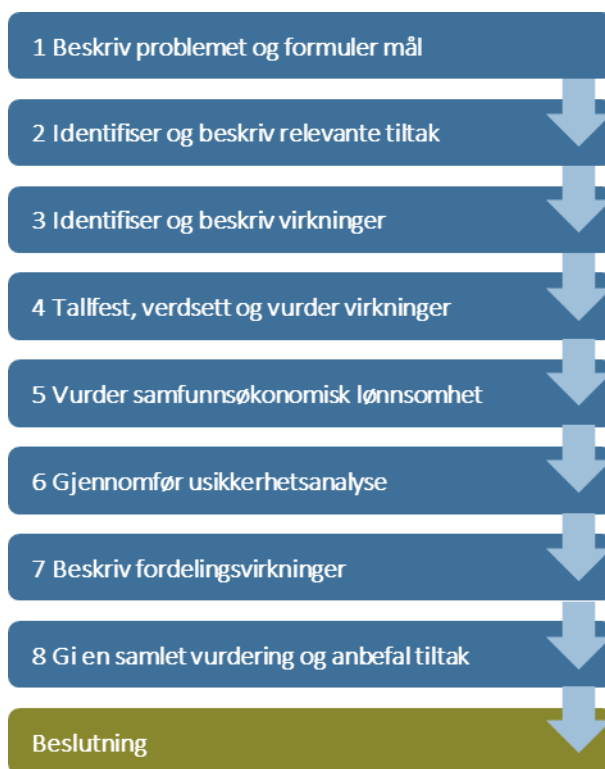 1 Beskriv problemet og formuler mål
2 Identifiser og beskriv relevante tiltak
3 Identifiser og beskriv virkninger
4 Tallfest, verdsett og vurder virkninger
5 Vurder samfunnsøkonomisk lønnsomhet
6 Gjennomfør usikkerhetsanalyse
7 Beskriv fordelingsvirkninger
8 Gi en samlet vurdering og anbefal tiltak
Beslutning